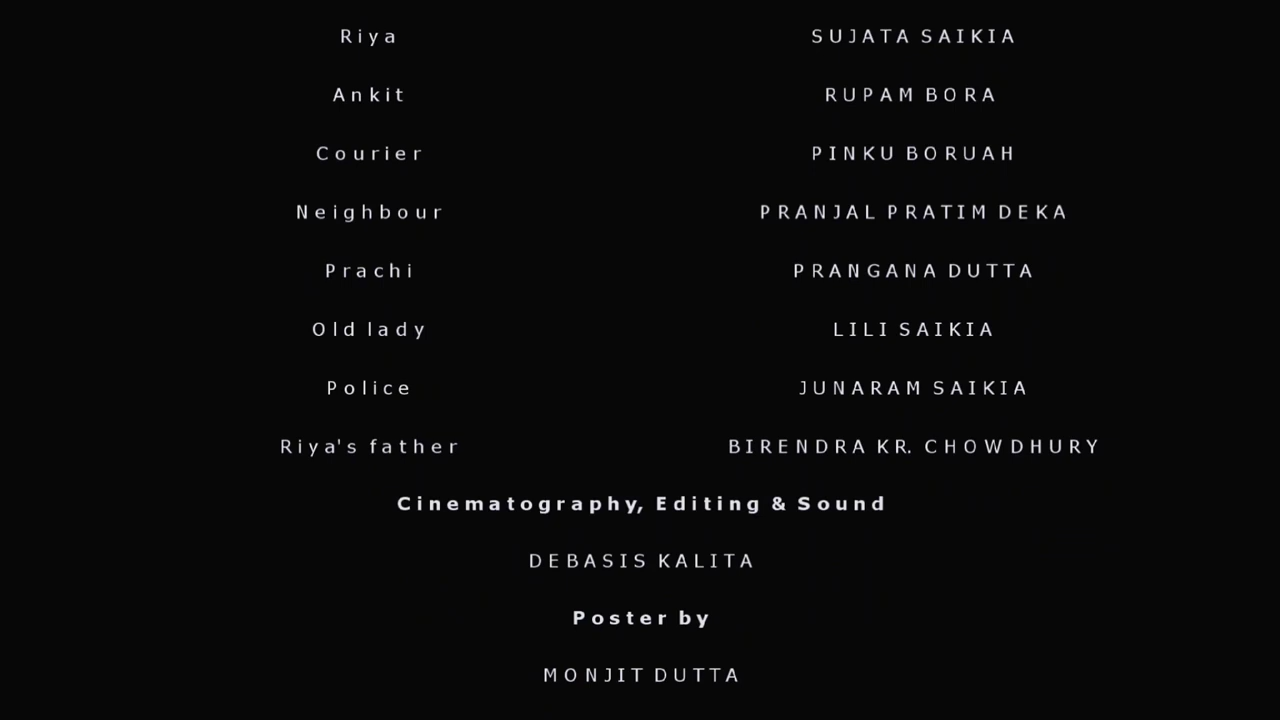 Riya SUJATA SAIKIA
Ankit RUPAM BORA
Courier PINKU BORUAH
Neighbour PRANJAL PRATIM DEKA
Prachi PRANGANA DUTTA
Old lady LILI SAIKIA
Police JUNARAM SAIKIA
Riya's father BIRENDRA KR. CHOWDHURY
Cinematography, Editing & Sound
DEBASIS KALITA
Poster by
MONJIT DUTTA